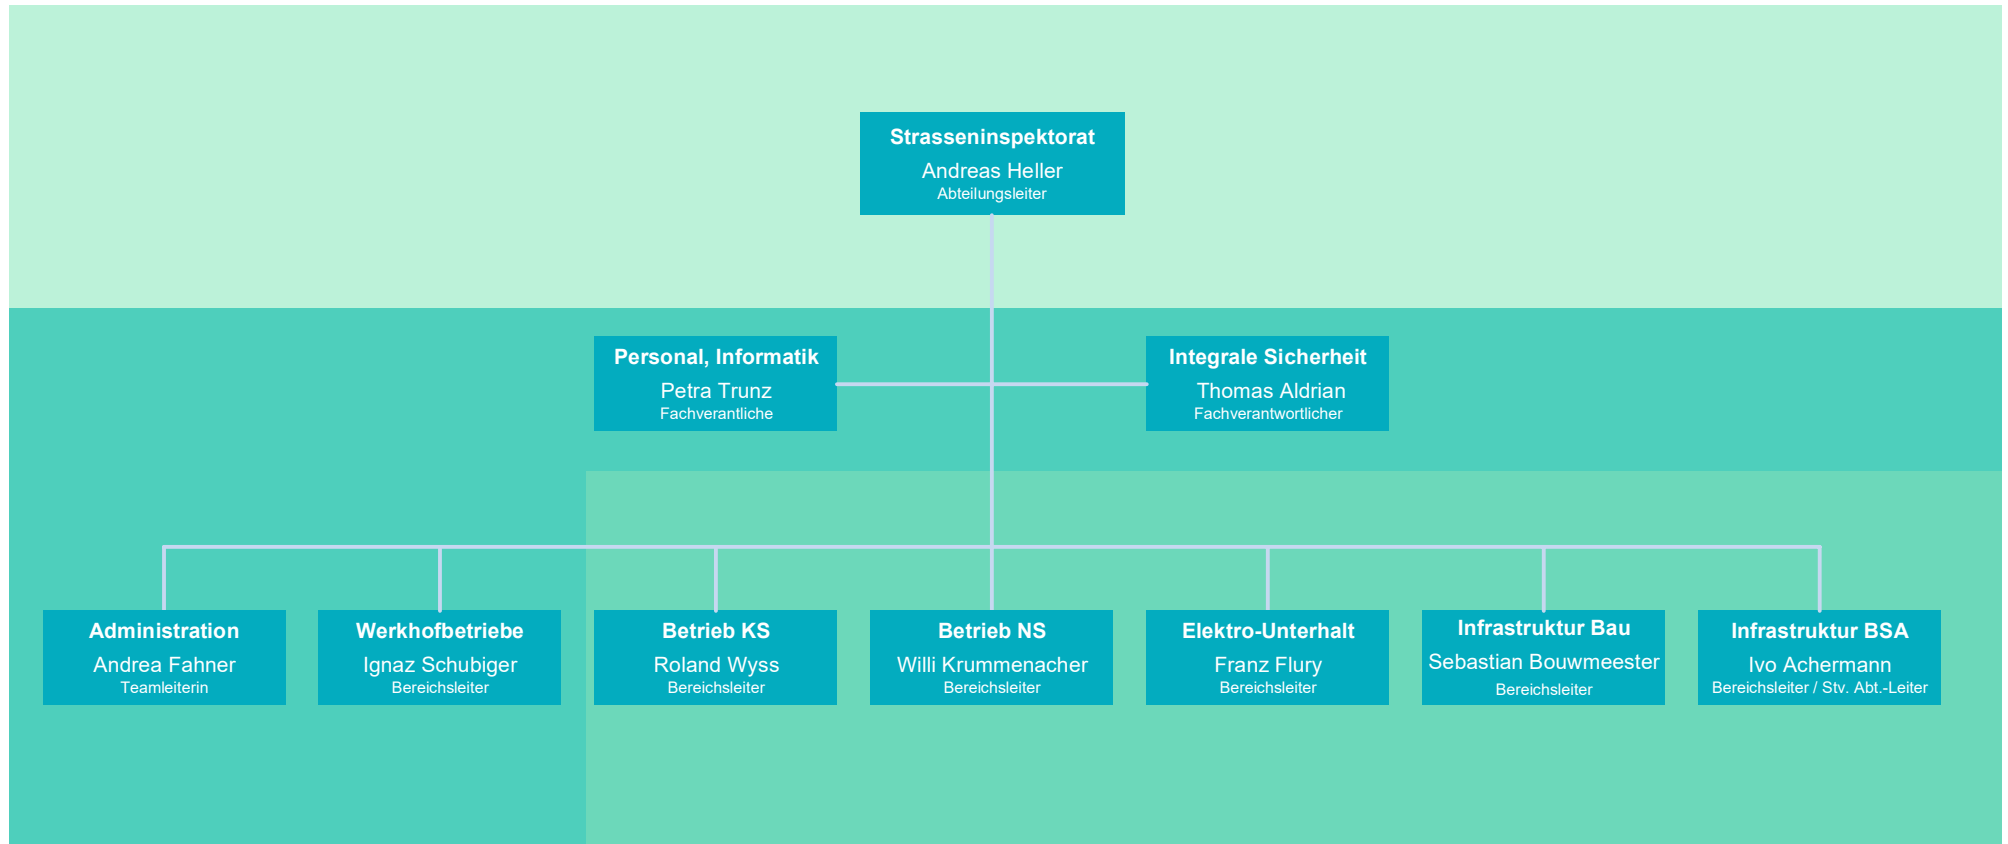 Strasseninspektorat
Andreas Heller
Abteilungsleiter
Personal, Informatik
Petra Trunz
Fachverantliche
Integrale Sicherheit
Thomas Aldrian
Fachverantwortlicher
Administration
Andrea Fahner
Teamleiterin
Werkhofbetriebe
Ignaz Schubiger
Bereichsleiter
Betrieb KS
Roland Wyss
Bereichsleiter
Betrieb NS
Willi Krummenacher
Bereichsleiter
Elektro-Unterhalt
Franz Flury
Bereichsleiter
Infrastruktur Bau
Sebastian Bouwmeester
Bereichsleiter
Infrastruktur BSA
Ivo Achermann
Bereichsleiter / Stv. Abt.-Leiter